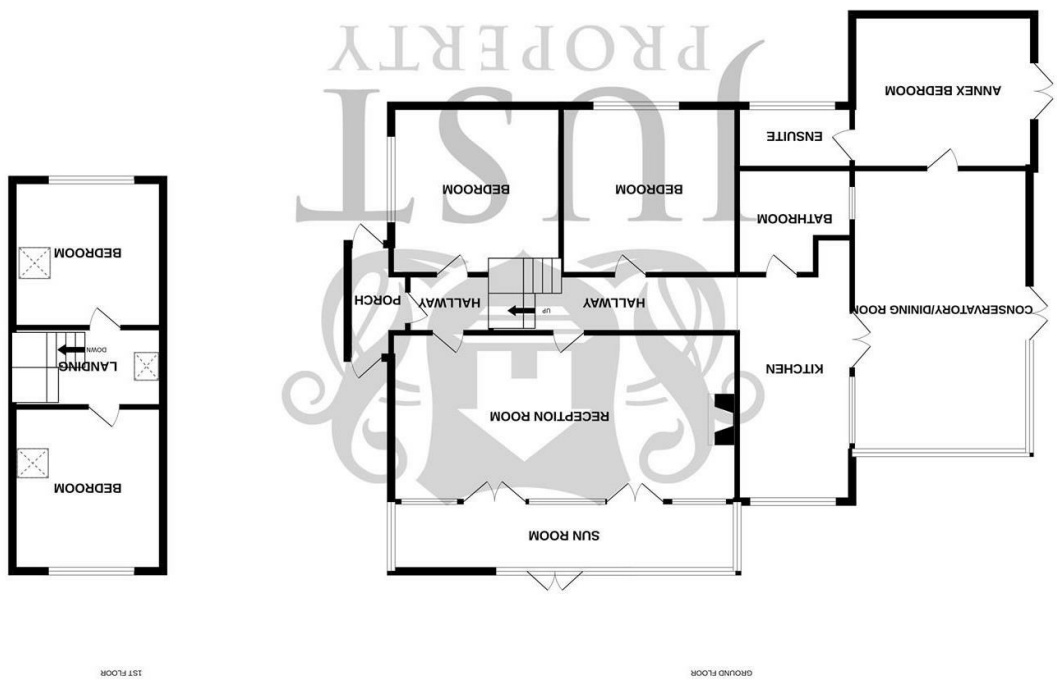 GROUND FLOOR
1ST FLOOR
SUN ROOM
RECEPTION ROOM
KITCHEN
CONSERVATORY/DINING ROOM
HALLWAY
UP
HALLWAY
PORCH
BATHROOM
BEDROOM
BEDROOM
ENSUITE
ANNEX BEDROOM
BEDROOM
LANDING
DOWN
BEDROOM
JUST
PROPERTY